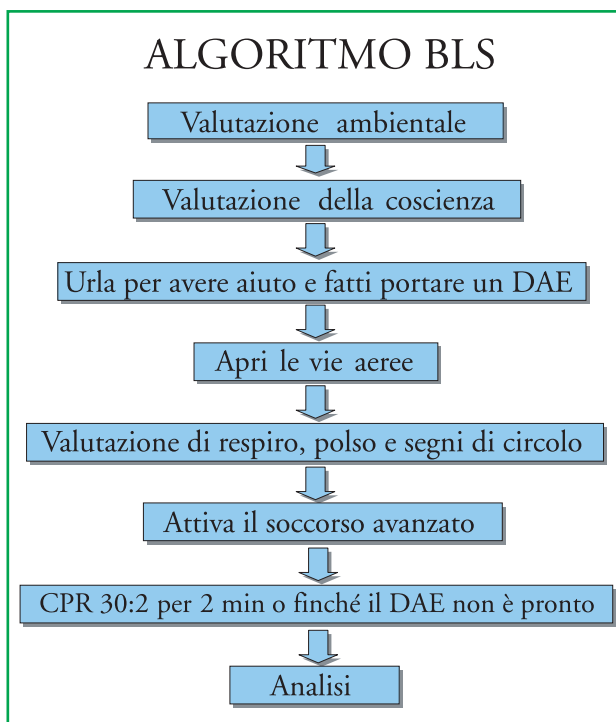 ALGORITMO BLS
Valutazione ambientale
Valutazione della coscienza
Urla per avere aiuto e fatti portare un DAE
Apri le vie aeree
Valutazione di respiro, polso e segni di circolo
Attiva il soccorso avanzato
CPR 30:2 per 2 min o finché il DAE non è pronto
Analisi